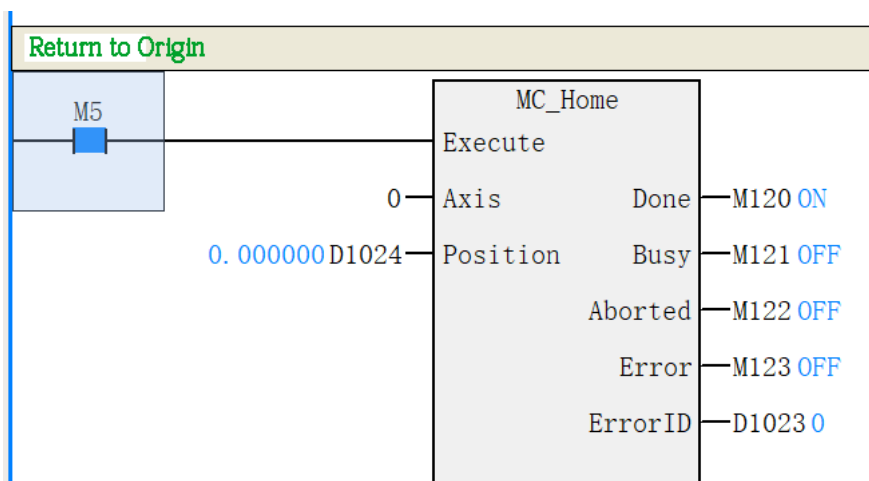 Return to Origin
M5
MC_Home
Execute
0 Axis Done M120 ON
0.000000 D1024 Position Busy M121 OFF
Aborted M122 OFF
Error M123 OFF
ErrorID D1023 0